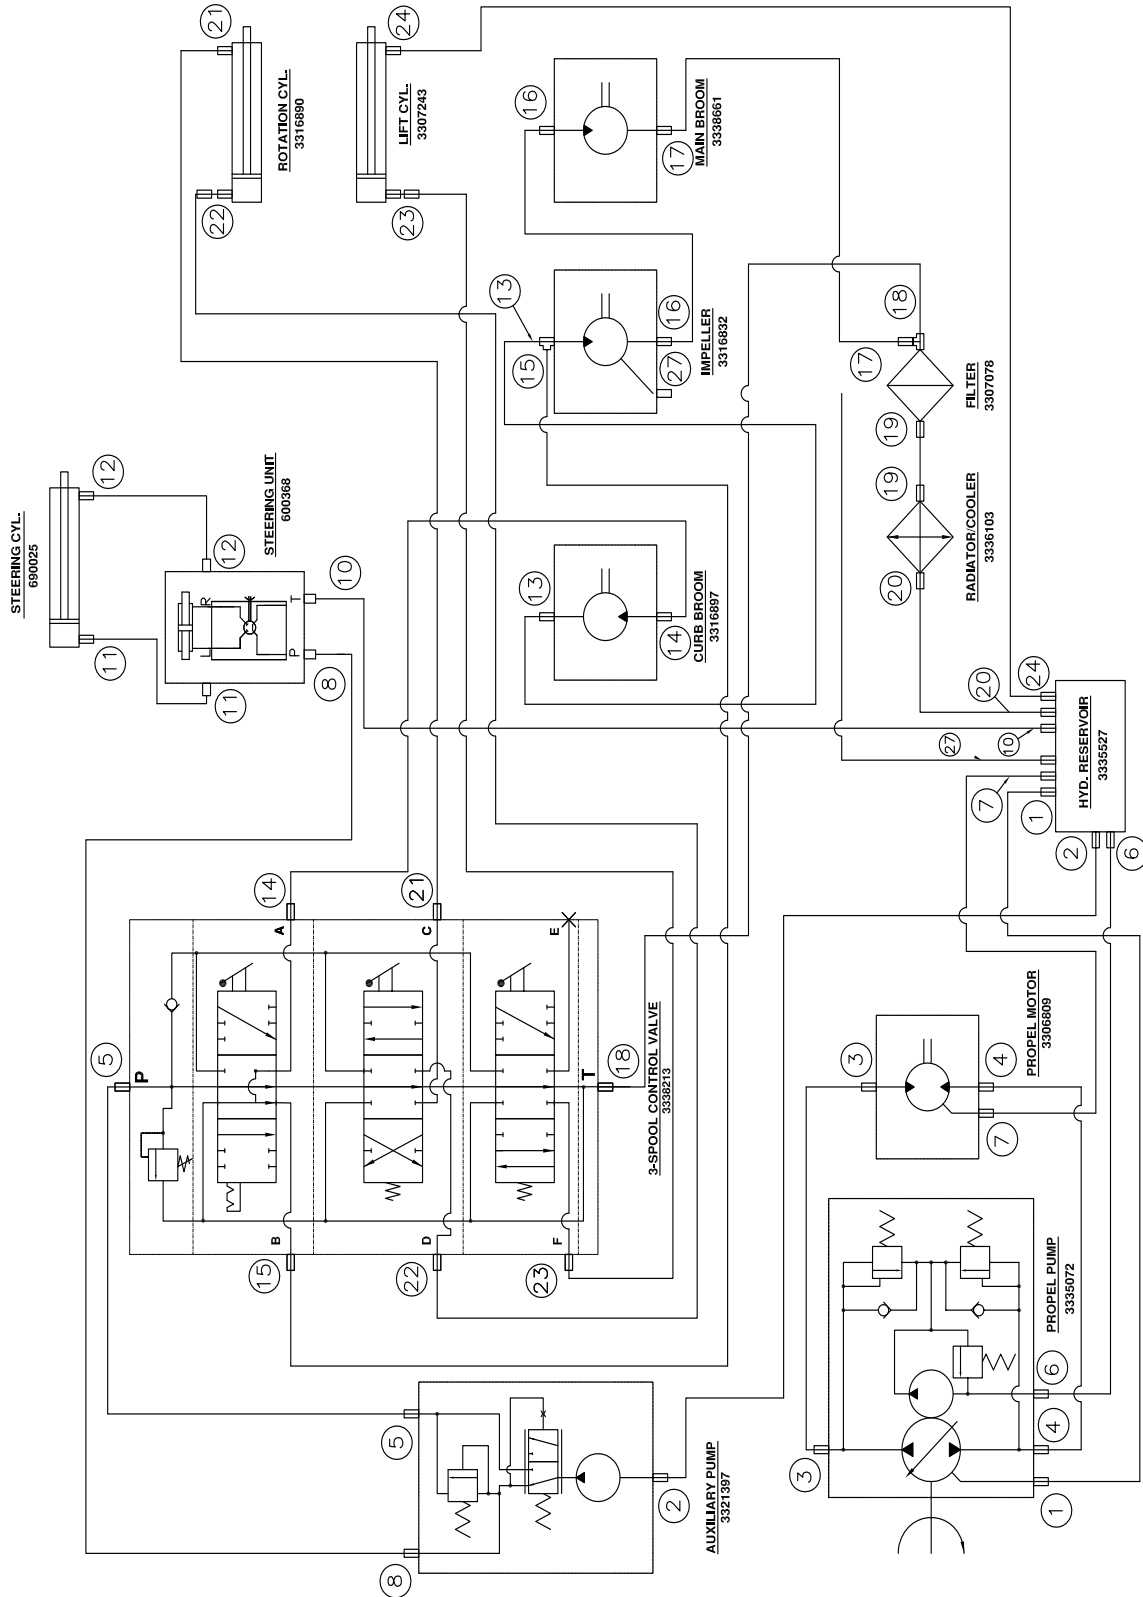 STEERING CYL.
690025
5
11
12
P
L
R
22
21
11
12
15
B
A
14
STEERING UNIT
600368
ROTATION CYL.
3316890
P
T
8
10
8
5
22
D
C
21
23
24
LIFT CYL.
3307243
23
F
E
T
18
3-SPOOL CONTROL VALVE
3338213
13
15
13
16
2
14
27
16
17
CURB BROOM
3316897
IMPELLER
3316832
MAIN BROOM
3338661
AUXILIARY PUMP
3321397
3
3
17
20
19
19
18
7
4
27
7
10
20
RADIATOR/COOLER
3336103
FILTER
3307078
PROPEL MOTOR
3306809
1
4
6
1
24
PROPEL PUMP
3335072
2
6
HYD. RESERVOIR
3335527